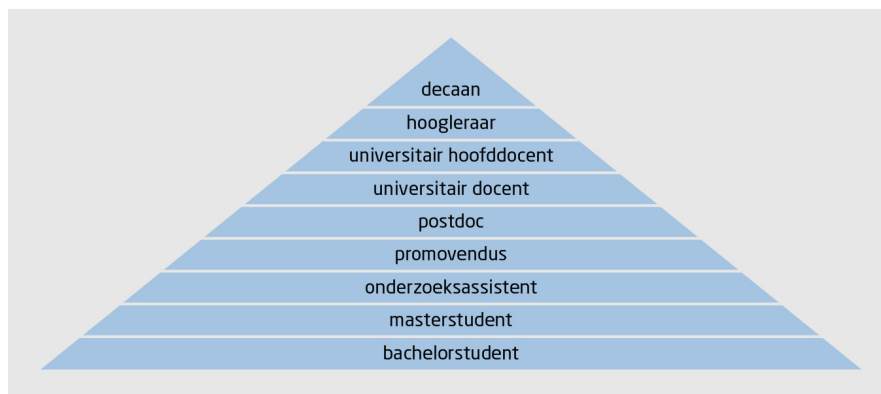 decaan
hoogleraar
universitair hoofddocent
universitair docent
postdoc
promovendus
onderzoeksassistent
masterstudent
bachelorstudent